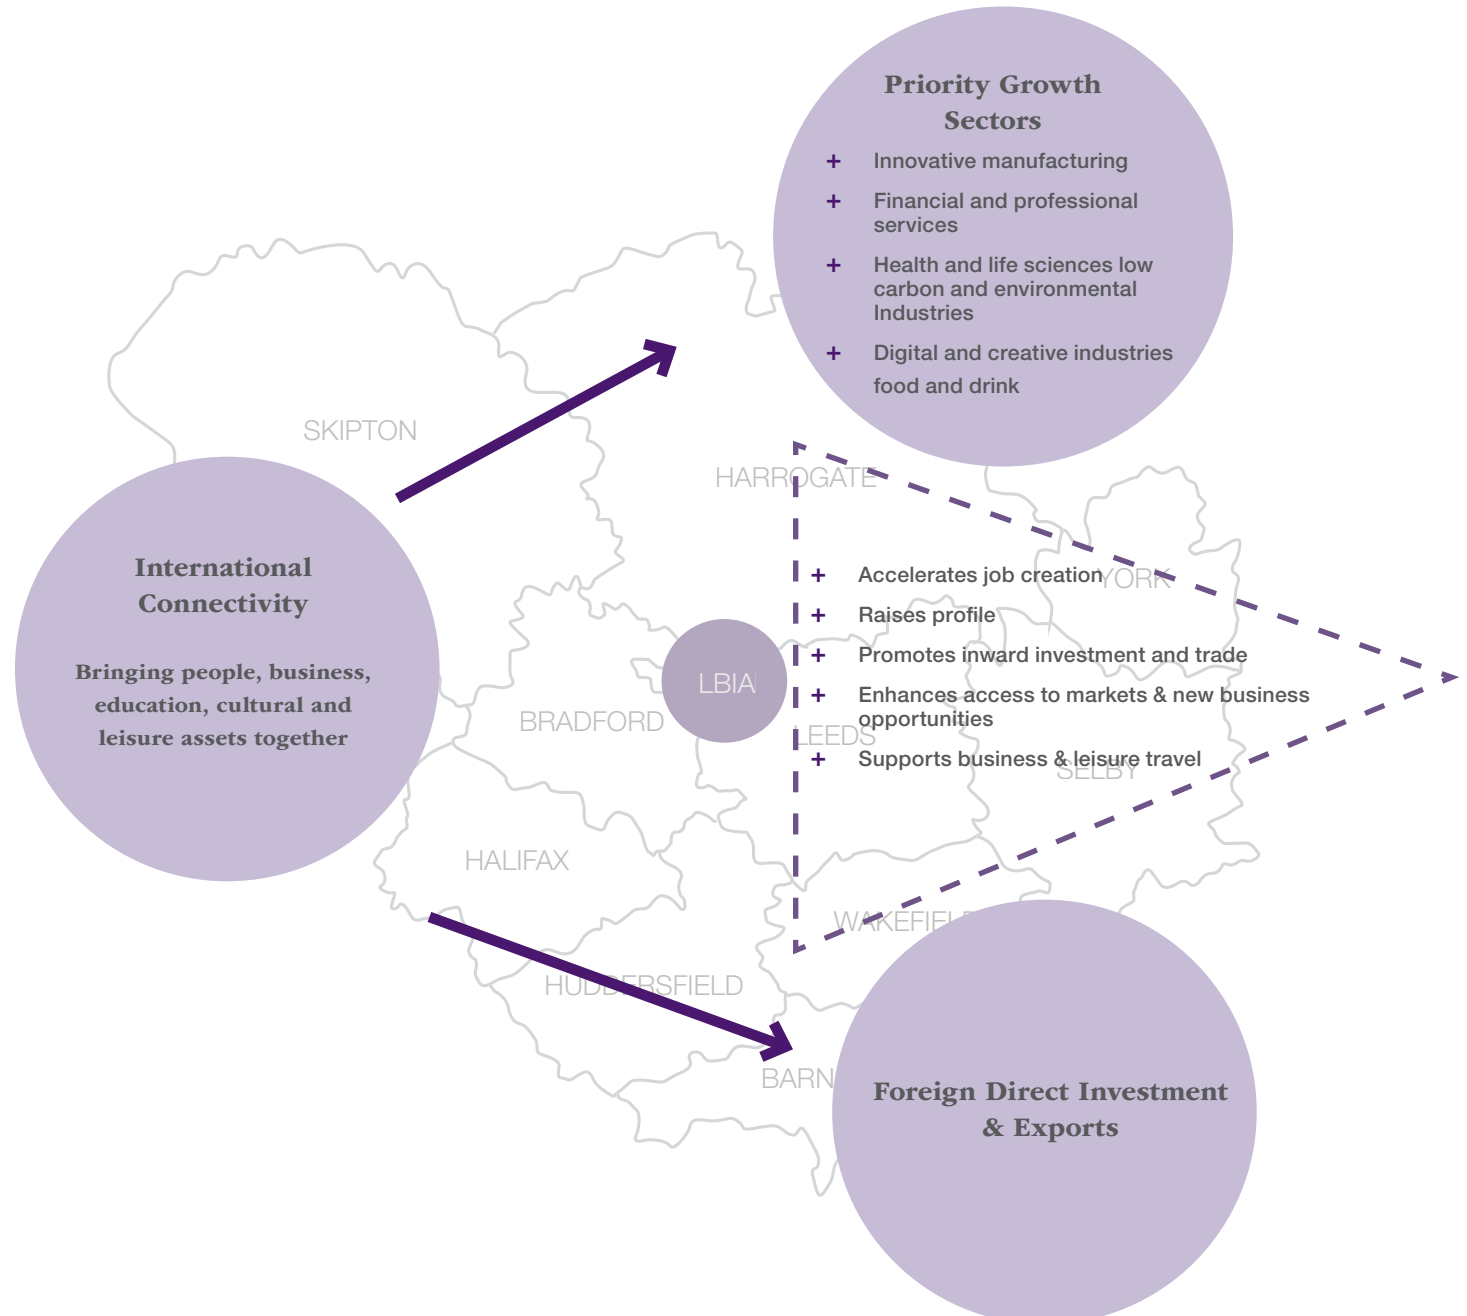 Priority Growth
Sectors
+ Innovative manufacturing
+ Financial and professional
services
+ Health and life sciences low
carbon and environmental
Industries
+ Digital and creative industries
food and drink
SKIPTON
HARROGATE
International
Connectivity
Bringing people, business,
education, cultural and
leisure assets together
+ Accelerates job creation
YORK
+ Raises profile
+ Promotes inward investment and trade
+ Enhances access to markets & new business
opportunities
+ Supports business & leisure travel
LBIA
BRADFORD
LEEDS
SELBY
HALIFAX
WAKEFIEL
HUDDERSFIELD
BARN
Foreign Direct Investment
& Exports